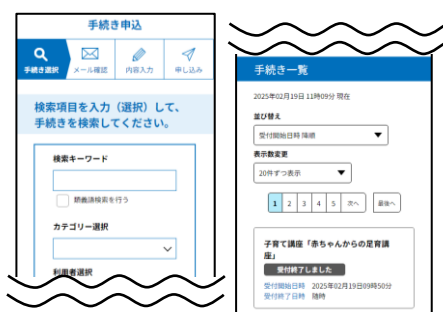 手続き申込
手続き選択
メール確認
内容入力
申し込み
検索項目を入力（選択）して、
手続きを検索してください。
検索キーワード
類義語検索を行う
カテゴリー選択
利用者選択
手続き一覧
2025年02月19日 11時09分 現在
並び替え
受付開始日時 降順
表示数変更
20件ずつ表示
1 2 3 4 5 次へ 最後へ
子育て講座「赤ちゃんからの足育講
座」
受付終了しました
受付開始日時 2025年02月19日09時50分
受付終了日時 随時